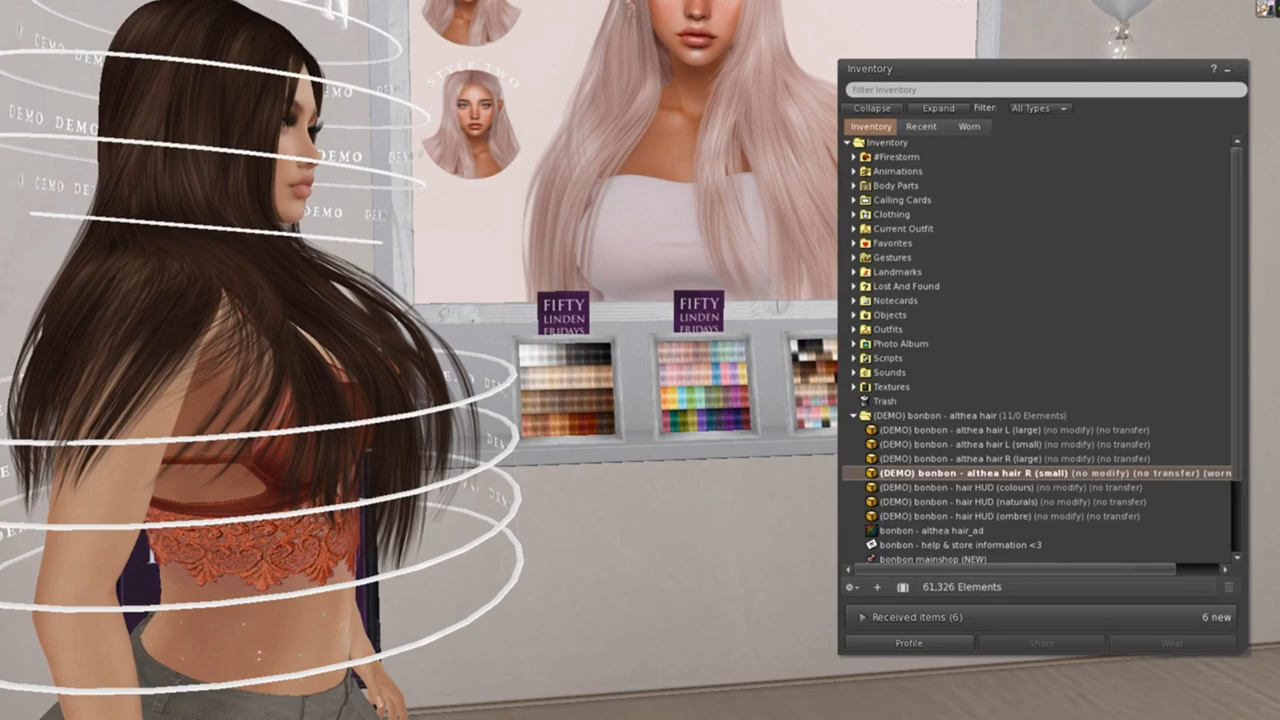 DEMO
DEMO
DEMO DEMO
DEMO
DEMO
STYLE TWO
FIFTY
LINDEN
FRIDAYS
FIFTY
LINDEN
FRIDAYS
Inventory ? _
Filter Inventory
Collapse Expand Filter: All Types
Inventory Recent Worn
Inventory
#Firestorm
Animations
Body Parts
Calling Cards
Clothing
Current Outfit
Favorites
Gestures
Landmarks
Lost And Found
Notecards
Objects
Outfits
Photo Album
Scripts
Sounds
Textures
Trash
(DEMO) bonbon - althea hair (11/0 Elements)
(DEMO) bonbon - althea hair L (large) (no modify) (no transfer)
(DEMO) bonbon - althea hair L (small) (no modify) (no transfer)
(DEMO) bonbon - althea hair R (large) (no modify) (no transfer)
(DEMO) bonbon - althea hair R (small) (no modify) (no transfer) (worn
(DEMO) bonbon - hair HUD (colours) (no modify) (no transfer)
(DEMO) bonbon - hair HUD (naturals) (no modify) (no transfer)
(DEMO) bonbon - hair HUD (ombre) (no modify) (no transfer)
bonbon - althea hair_ad
bonbon - help & store information <3
bonbon mainshop (NEW)
+ 61,326 Elements
Received items (6) 6 new
Profile Share Wear